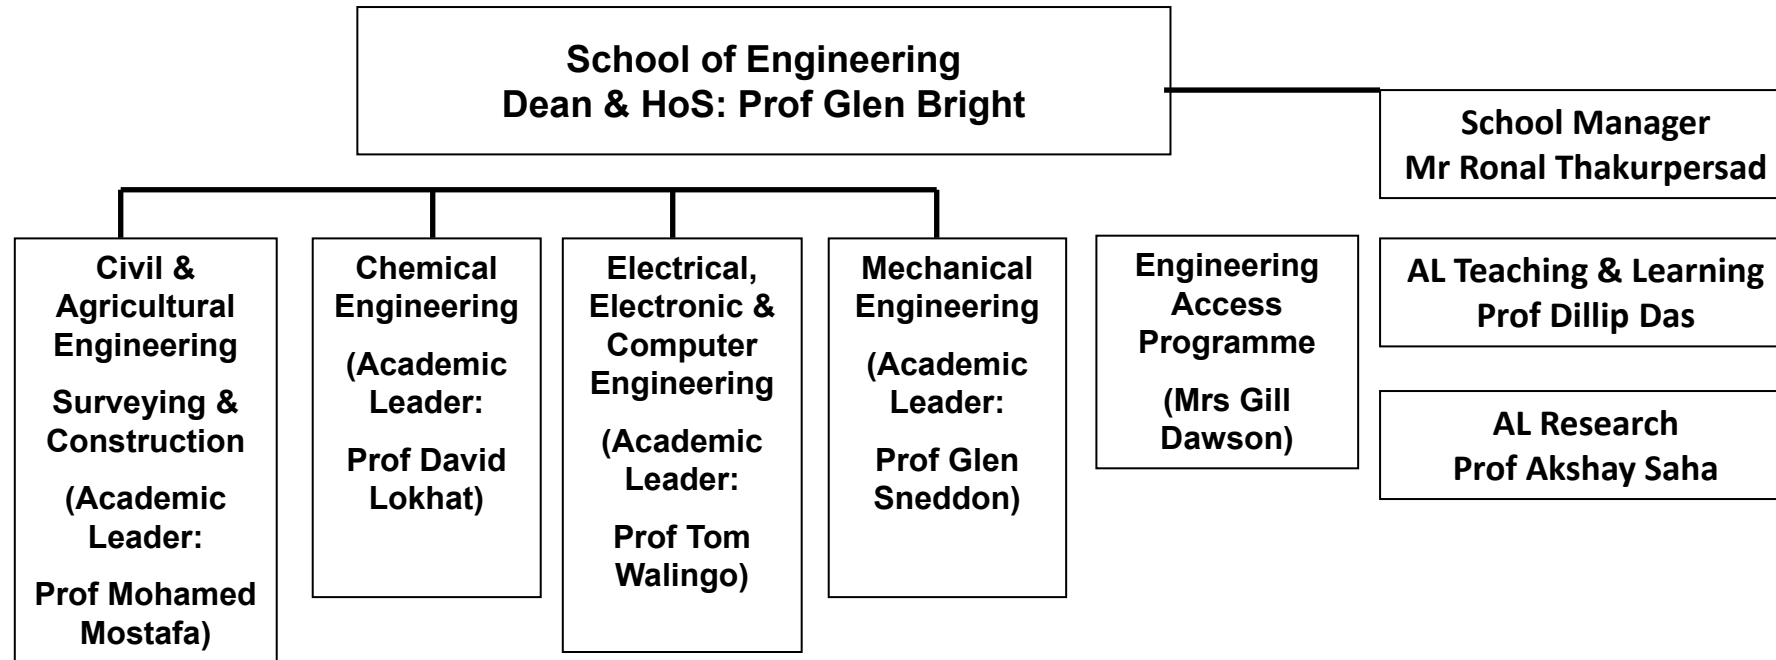 School of Engineering
Dean & HoS: Prof Glen Bright
School Manager
Mr Ronal Thakurpersad
Civil &
Agricultural
Engineering
Surveying &
Construction
(Academic
Leader:
Prof Mohamed
Mostafa)
Chemical
Engineering
(Academic
Leader:
Prof David
Lokhat)
Electrical,
Electronic &
Computer
Engineering
(Academic
Leader:
Prof Tom
Walingo)
Mechanical
Engineering
(Academic
Leader:
Prof Glen
Sneddon)
Engineering
Access
Programme
(Mrs Gill
Dawson)
AL Teaching & Learning
Prof Dillip Das
AL Research
Prof Akshay Saha